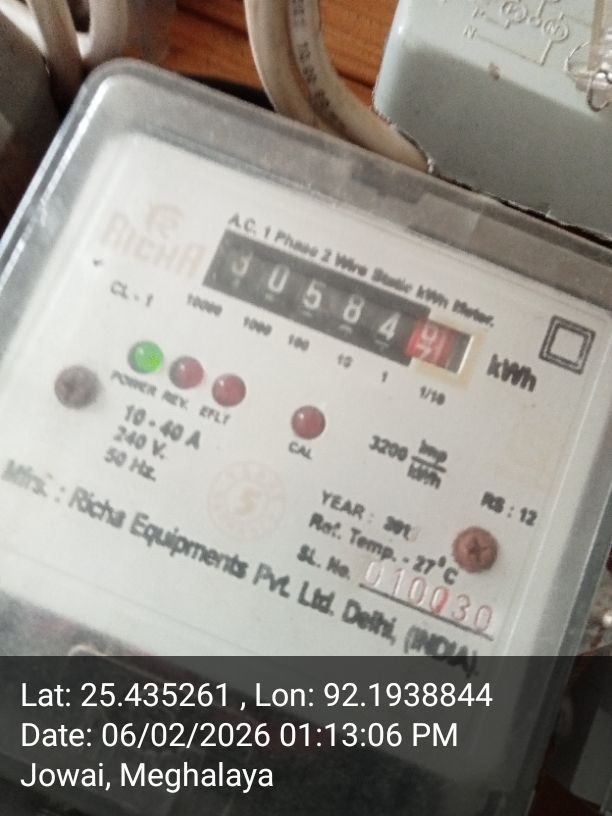 RICHA
A.C. 1 Phase 2 Wire Static kWh Meter.
3 0 5 8 4
kWh
CL - 1
10000 1000 100 10 1 1/10
POWER REV. EFLT
CAL
10 - 40 A
240 V.
50 Hz.
3200 imp/kWh
5
RS : 12
YEAR :
Ref. Temp. - 27°C
SL. No. 010030
Mfrs. : Richa Equipments Pvt. Ltd. Delhi, (INDIA).
N
Lat: 25.435261 , Lon: 92.1938844
Date: 06/02/2026 01:13:06 PM
Jowai, Meghalaya